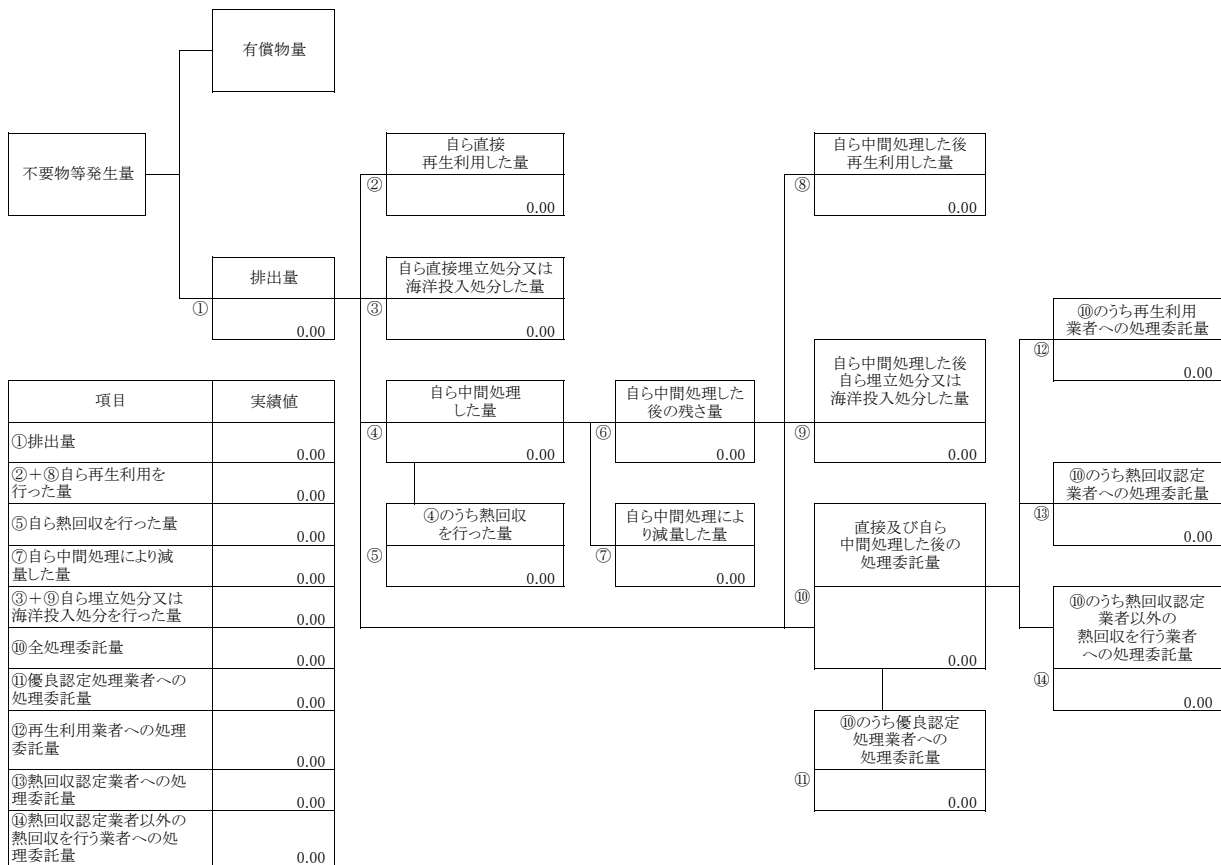 有償物量
不要物等発生量
自ら直接
再生利用した量
②
0.00
自ら中間処理した後
再生利用した量
⑧
0.00
排出量
①
0.00
自ら直接埋立処分又は
海洋投入処分した量
③
0.00
⑩のうち再生利用
業者への処理委託量
⑫
0.00
自ら中間処理
した量
④
0.00
自ら中間処理した
後の残さ量
⑥
0.00
自ら中間処理した後
自ら埋立処分又は
海洋投入処分した量
⑨
0.00
⑩のうち熱回収認定
業者への処理委託量
⑬
0.00
④のうち熱回収
を行った量
⑤
0.00
自ら中間処理によ
り減量した量
⑦
0.00
直接及び自ら
中間処理した後の
処理委託量
⑩
0.00
⑩のうち熱回収認定
業者以外の
熱回収を行う業者
への処理委託量
⑭
0.00
⑩のうち優良認定
処理業者への
処理委託量
⑪
0.00
項目
実績値
①排出量
0.00
②+⑧自ら再生利用を
行った量
0.00
⑤自ら熱回収を行った量
0.00
⑦自ら中間処理により減
量した量
0.00
③+⑨自ら埋立処分又は
海洋投入処分を行った量
0.00
⑩全処理委託量
0.00
⑪優良認定処理業者への
処理委託量
0.00
⑫再生利用業者への処理
委託量
0.00
⑬熱回収認定業者への処
理委託量
0.00
⑭熱回収認定業者以外の
熱回収を行う業者への処
理委託量
0.00